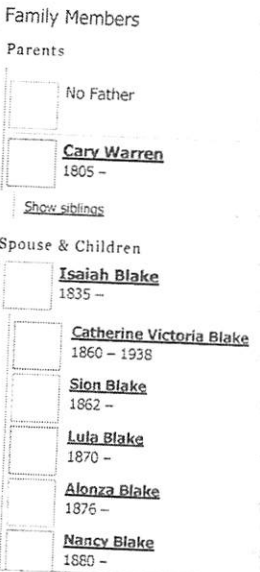 Family Members
Parents
No Father
Cary Warren
1805 –
Show siblings
Spouse & Children
Isaiah Blake
1835 –
Catherine Victoria Blake
1860 – 1938
Sion Blake
1862 –
Lula Blake
1870 –
Alonza Blake
1876 –
Nancy Blake
1880 –